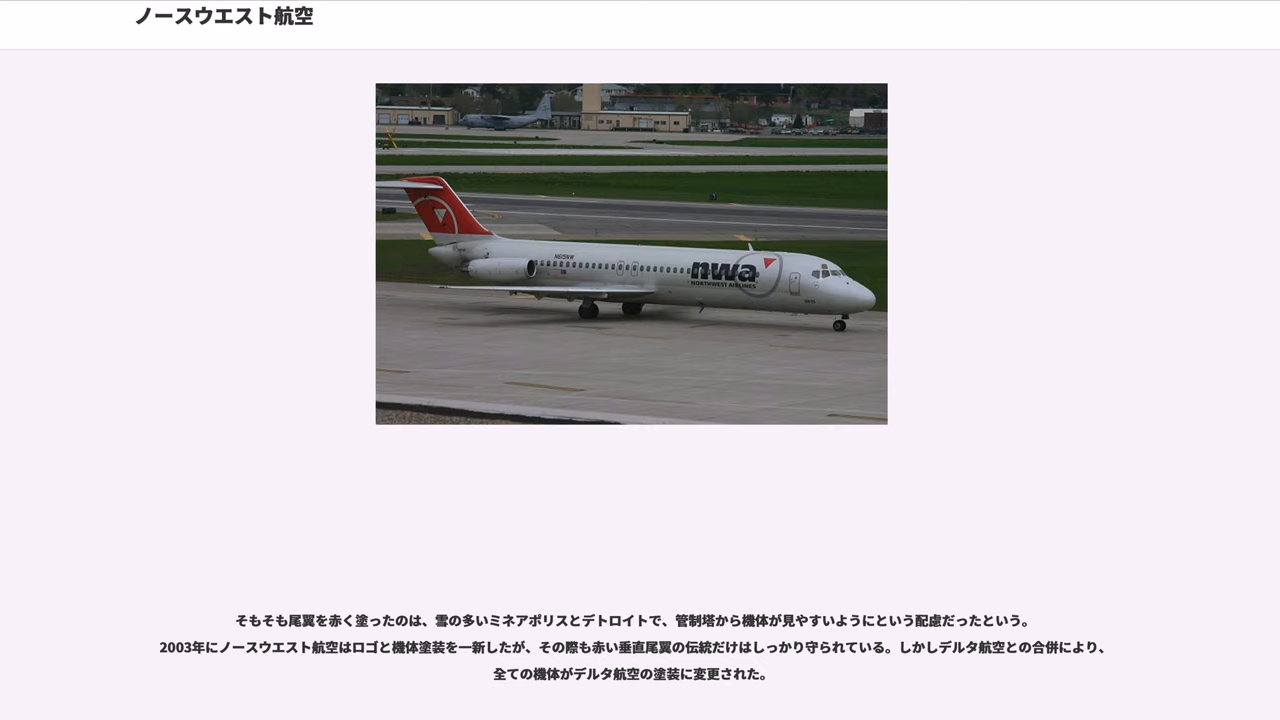 ノースウエスト航空
N615NW
nwa
NORTHWEST AIRLINES
そもそも尾翼を赤く塗ったのは、雪の多いミネアポリスとデトロイトで、管制塔から機体が見やすいようにという配慮だったという。
2003年にノースウエスト航空はロゴと機体塗装を一新したが、その際も赤い垂直尾翼の伝統だけはしっかり守られている。しかしデルタ航空との合併により、
全ての機体がデルタ航空の塗装に変更された。